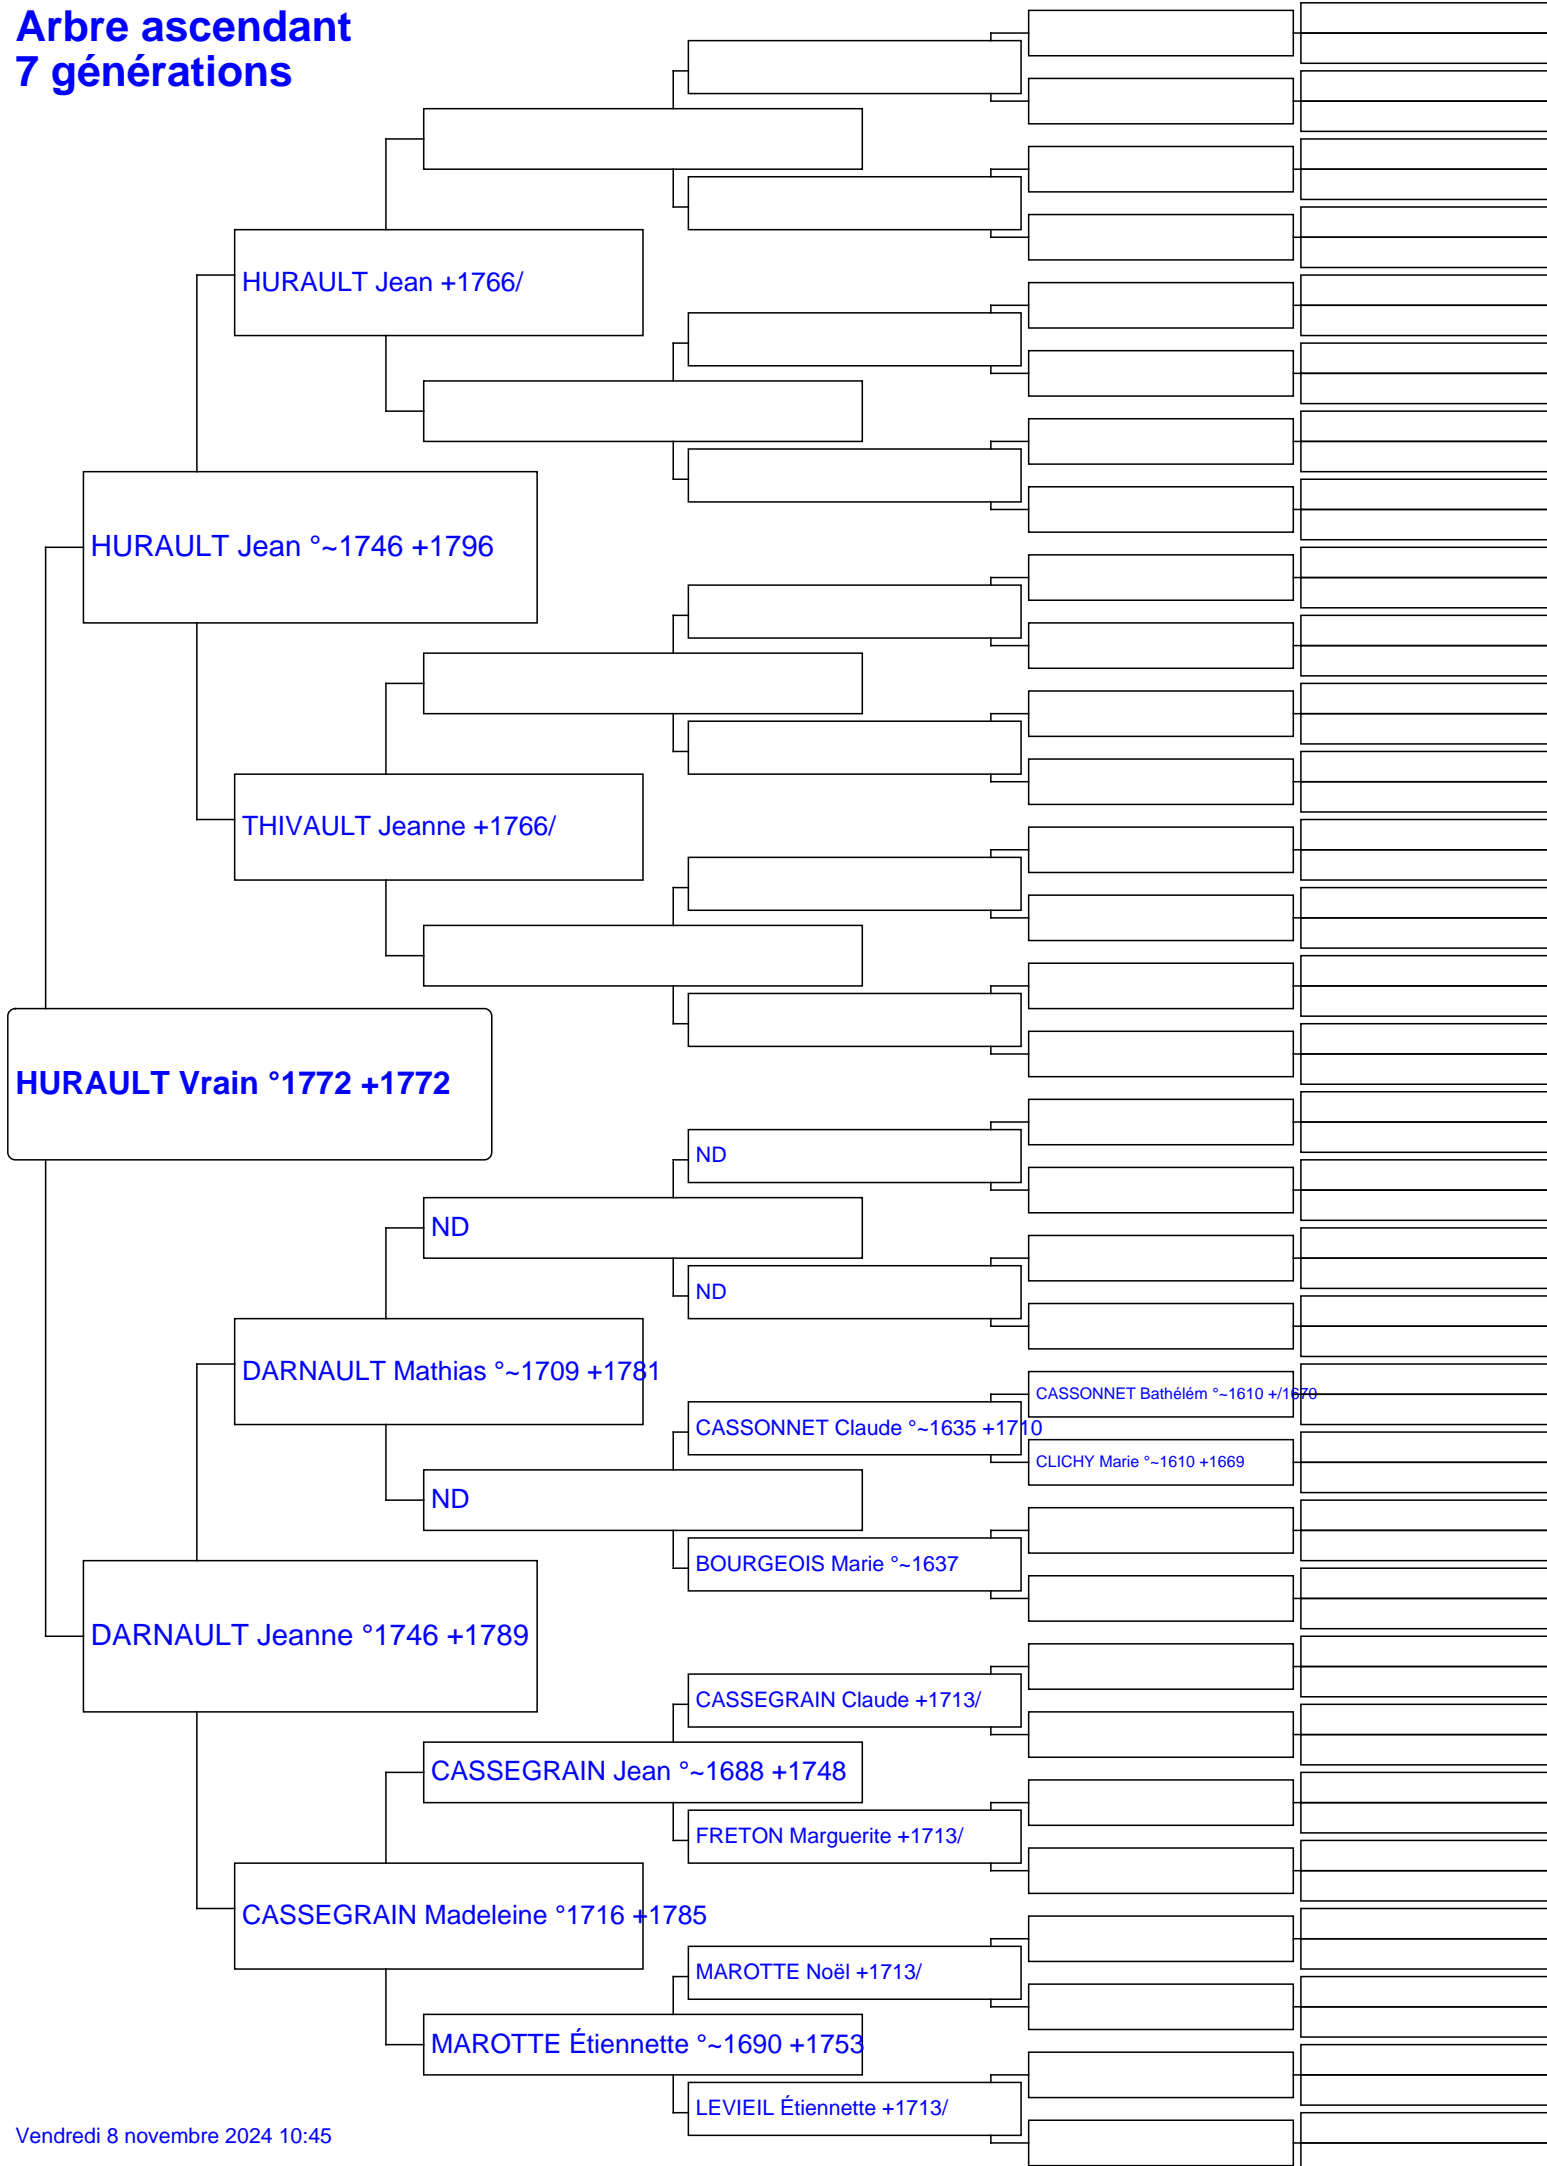 Arbre ascendant
7 générations
HURAULT Jean +1766/
HURAULT Jean °~1746 +1796
THIVAULT Jeanne +1766/
HURAULT Vrain °1772 +1772
ND
ND
ND
DARNAULT Mathias °~1709 +1781
CASSONNET Bathélém °~1610 +/1670
CASSONNET Claude °~1635 +1710
CLICHY Marie °~1610 +1669
ND
BOURGEOIS Marie °~1637
DARNAULT Jeanne °1746 +1789
CASSEGRAIN Claude +1713/
CASSEGRAIN Jean °~1688 +1748
FRETON Marguerite +1713/
CASSEGRAIN Madeleine °1716 +1785
MAROTTE Noël +1713/
MAROTTE Étiennette °~1690 +1753
LEVIEIL Étiennette +1713/
Vendredi 8 novembre 2024 10:45